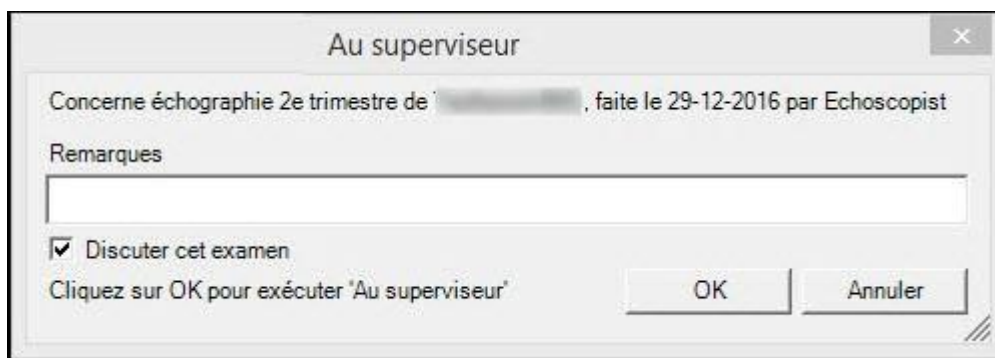 Au superviseur
Concerne échographie 2e trimestre de , faite le 29-12-2016 par Echoscopist
Remarques
Discuter cet examen
Cliquez sur OK pour exécuter 'Au superviseur'
OK
Annuler